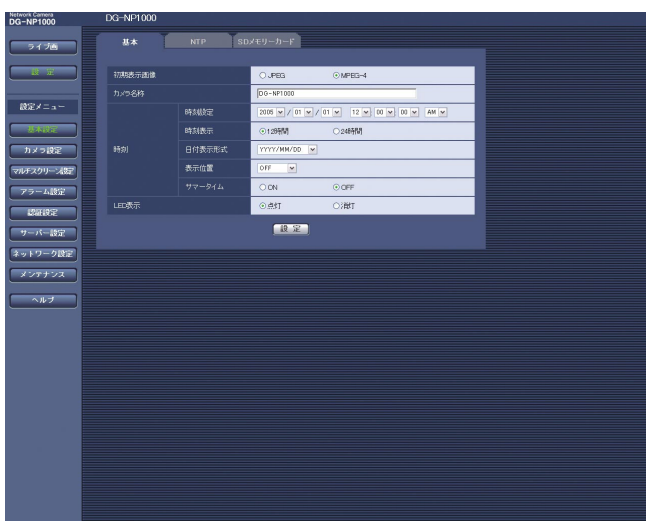 Network Camera
DG-NP1000
DG-NP1000
ライブ画
設 定
設定メニュー
基本設定
カメラ設定
マルチスクリーン設定
アラーム設定
認証設定
サーバー設定
ネットワーク設定
メンテナンス
ヘルプ
基本 NTP SDメモリーカード
初期表示画像 JPEG MPEG-4
カメラ名称 DG-NP1000
時刻
時刻設定 2005 / 01 / 01 12 00 00 AM
時刻表示 12時間 24時間
日付表示形式 YYYY/MM/DD
表示位置 OFF
サマータイム ON OFF
LED表示 点灯 消灯
設 定